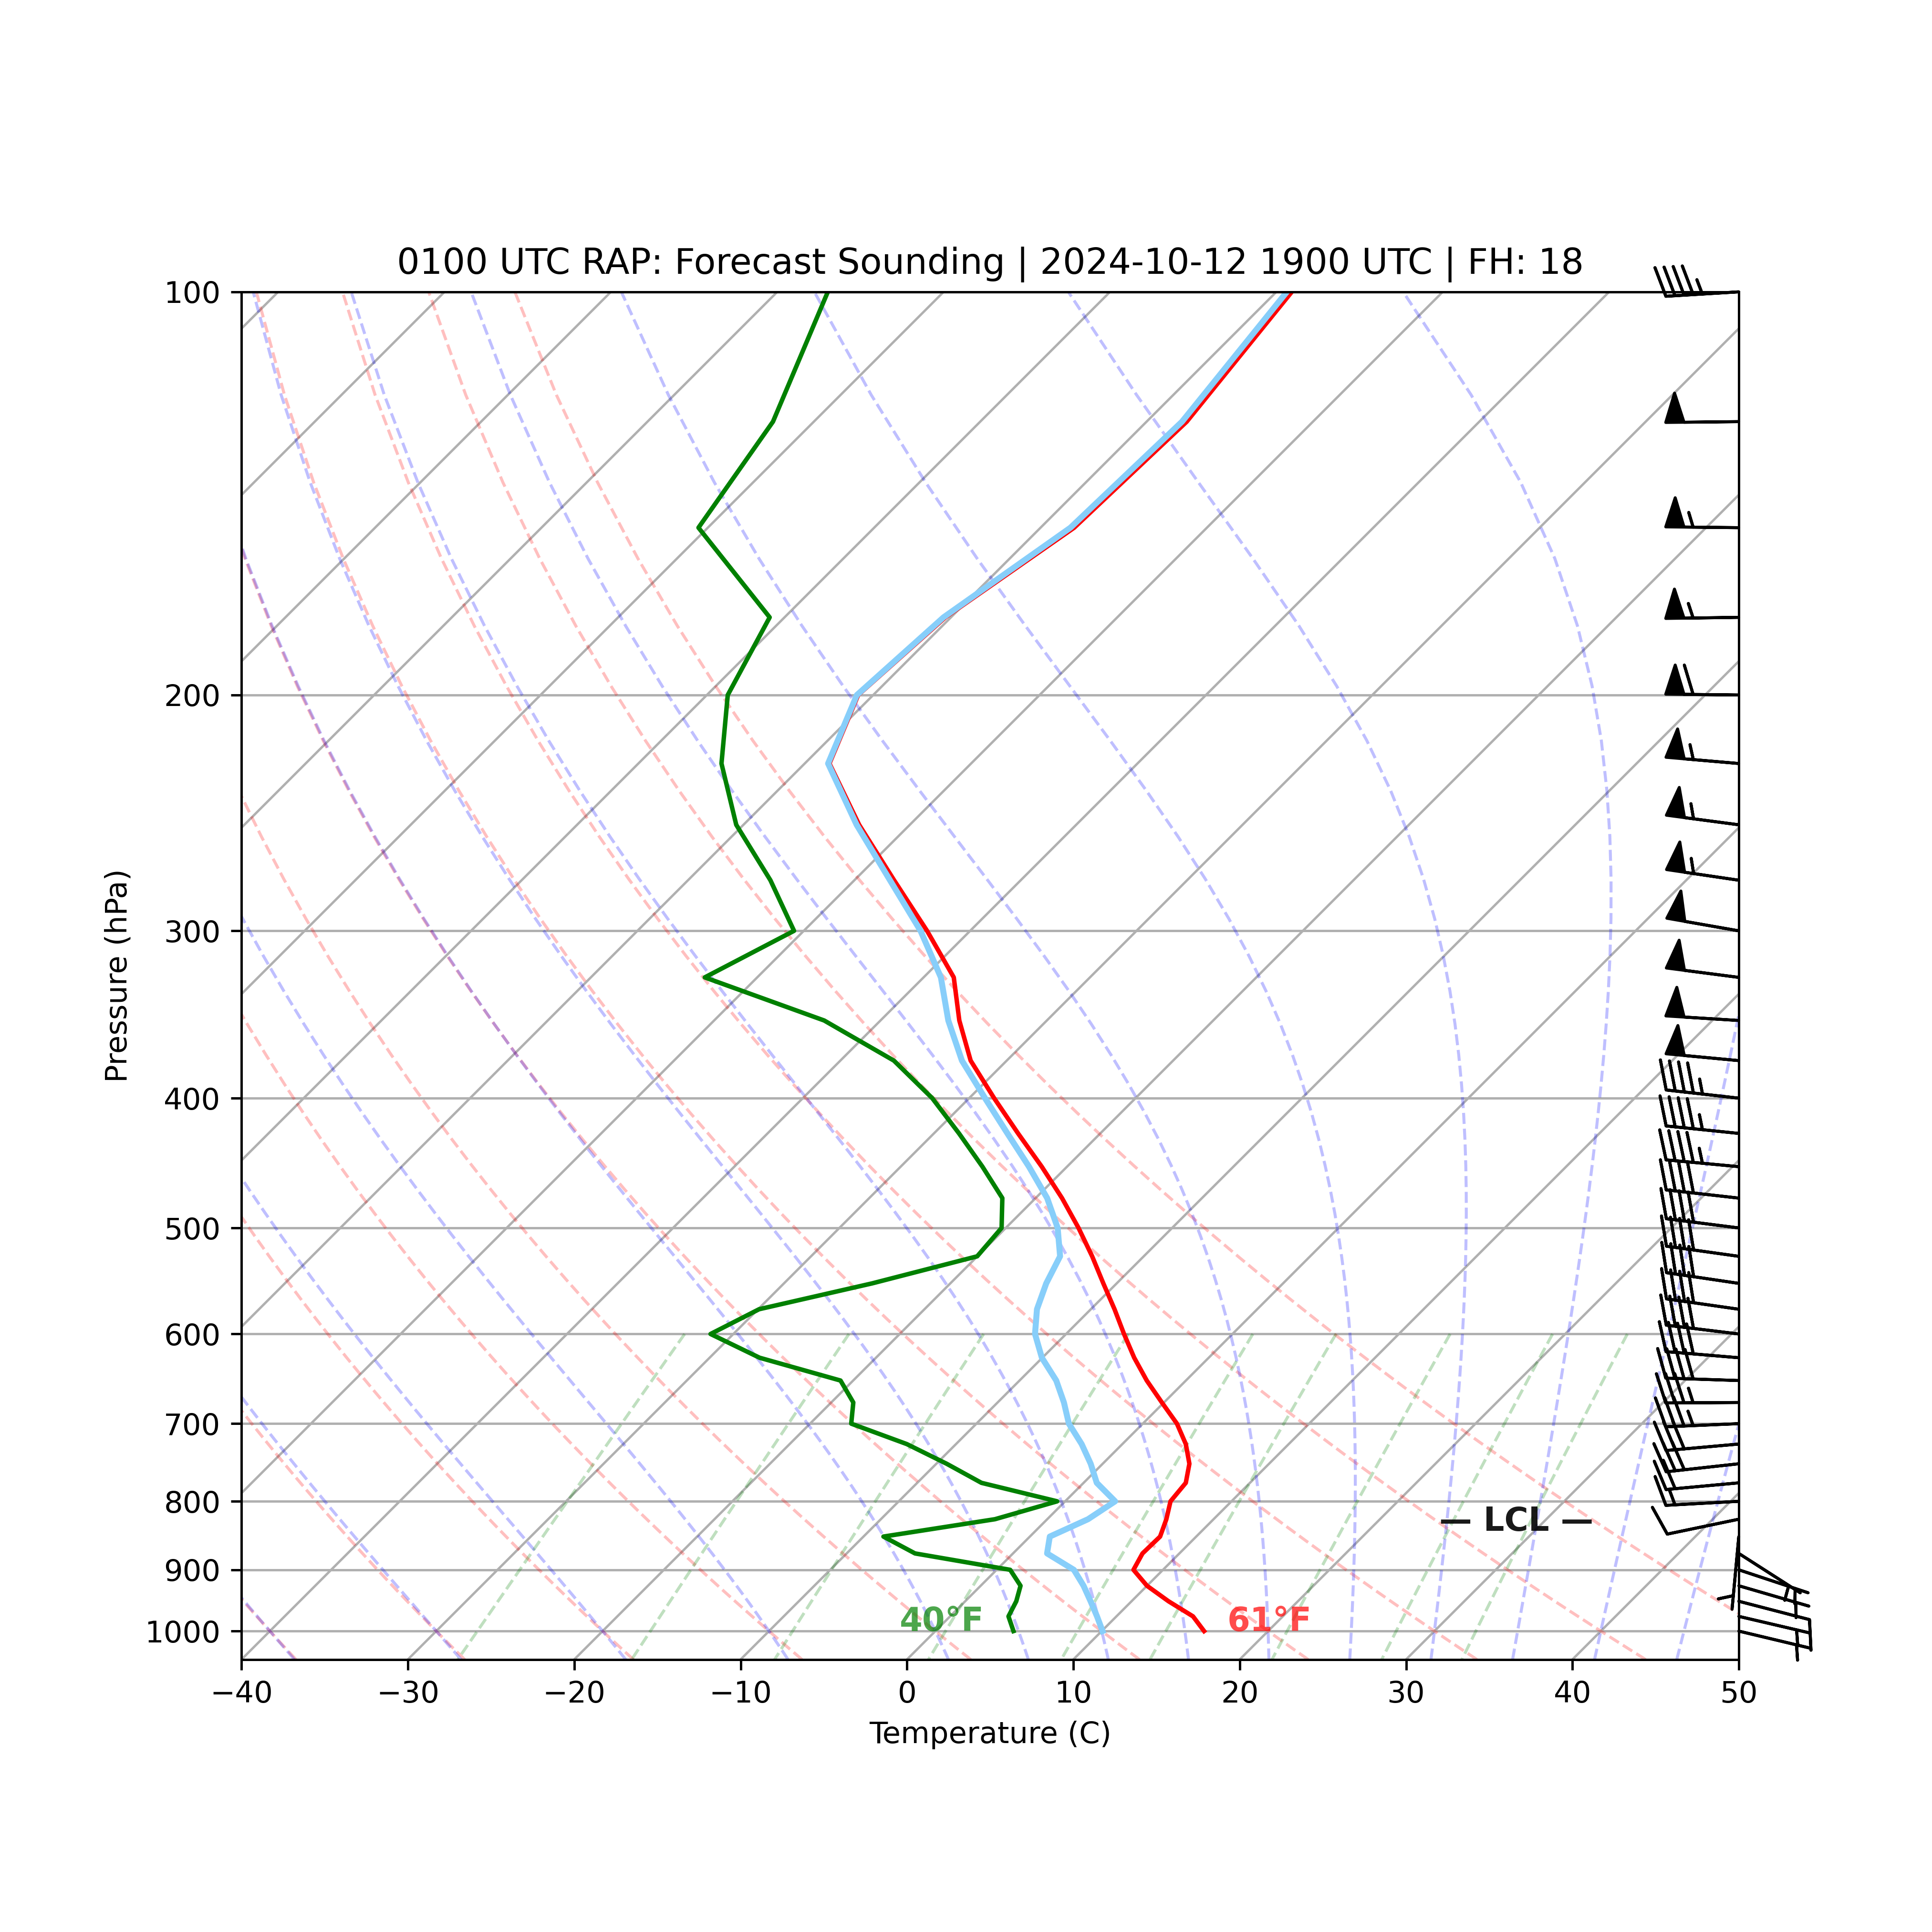 0100 UTC RAP: Forecast Sounding | 2024-10-12 1900 UTC | FH: 18
100
200
300
400
500
600
700
800
900
1000
Pressure (hPa)
— LCL —
40°F
61°F
−40 −30 −20 −10 0 10 20 30 40 50
Temperature (C)